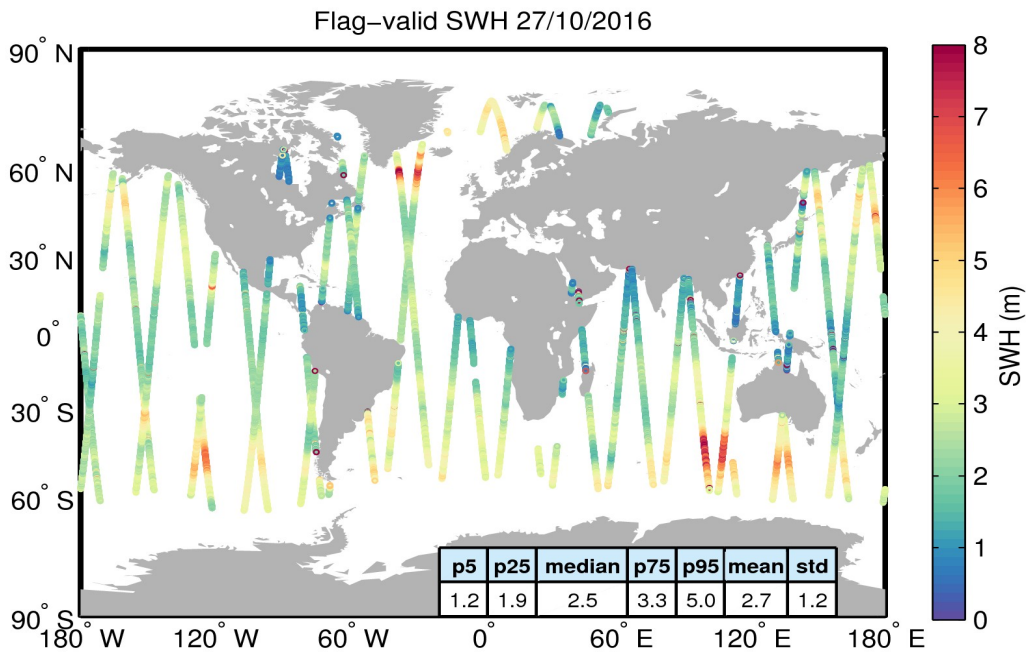 Flag−valid SWH 27/10/2016
90° N
60° N
30° N
0°
30° S
60° S
90° S
180° W
120° W
60° W
0°
60° E
120° E
180° E
p5 p25 median p75 p95 mean std
1.2 1.9 2.5 3.3 5.0 2.7 1.2
8
7
6
5
4
3
2
1
0
SWH (m)